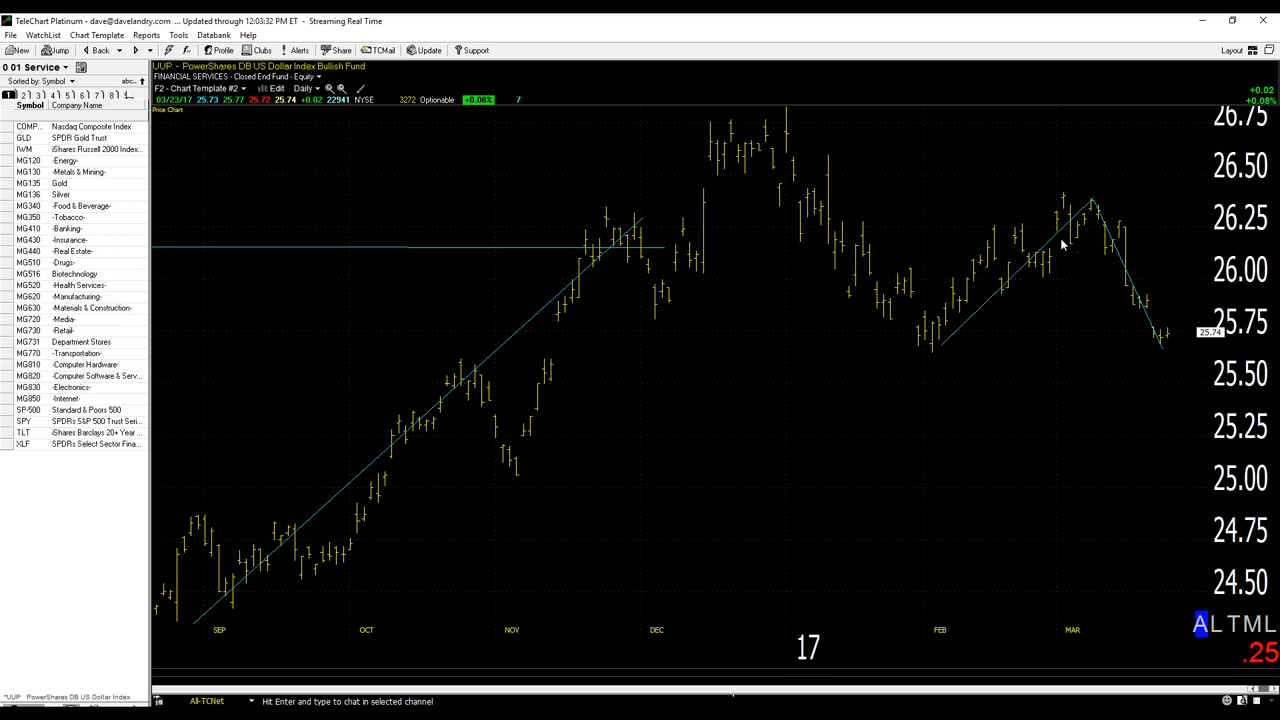 TeleChart Platinum - dave@davelandry.com ... Updated through 12:03:32 PM ET - Streaming Real Time
File WatchList Chart Template Reports Tools Databank Help
New Jump Back Profile Clubs Alerts Share TCMail Update Support Layout
0 01 Service
Sorted by: Symbol abc..
1 2 3 4 5 6 7 8 1
Symbol Company Name
COMP... Nasdaq Composite Index
GLD SPDR Gold Trust
IWM iShares Russell 2000 Index...
MG120 -Energy-
MG130 -Metals & Mining-
MG135 Gold
MG136 Silver
MG340 -Food & Beverage-
MG350 -Tobacco-
MG410 -Banking-
MG430 -Insurance-
MG440 -Real Estate-
MG510 -Drugs-
MG516 Biotechnology
MG520 -Health Services-
MG620 -Manufacturing-
MG630 -Materials & Construction-
MG720 -Media-
MG730 -Retail-
MG731 Department Stores
MG770 -Transportation-
MG810 -Computer Hardware-
MG820 -Computer Software & Serv...
MG830 -Electronics-
MG850 -Internet-
SP-500 Standard & Poors 500
SPY SPDRs S&P 500 Trust Seri...
TLT iShares Barclays 20+ Year ...
XLF SPDRs Select Sector Fina...
*UUP PowerShares DB US Dollar Index
UUP - PowerShares DB US Dollar Index Bullish Fund
FINANCIAL SERVICES - Closed End Fund - Equity
F2 - Chart Template #2 Edit Daily
03/23/17 25.73 25.77 25.72 25.74 +0.02 22941 NYSE 3272 Optionable +0.08% 7
+0.02
+0.08%
Price Chart
26.75
26.50
26.25
26.00
25.75
25.74
25.50
25.25
25.00
24.75
24.50
SEP OCT NOV DEC 17 FEB MAR
ALTML
.25
All-TCNet Hit Enter and type to chat in selected channel